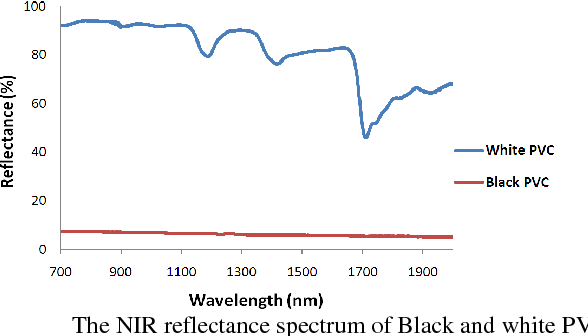 100
80
60
40
20
0
Reflectance (%)
700 900 1100 1300 1500 1700 1900
Wavelength (nm)
White PVC
Black PVC
The NIR reflectance spectrum of Black and white PV